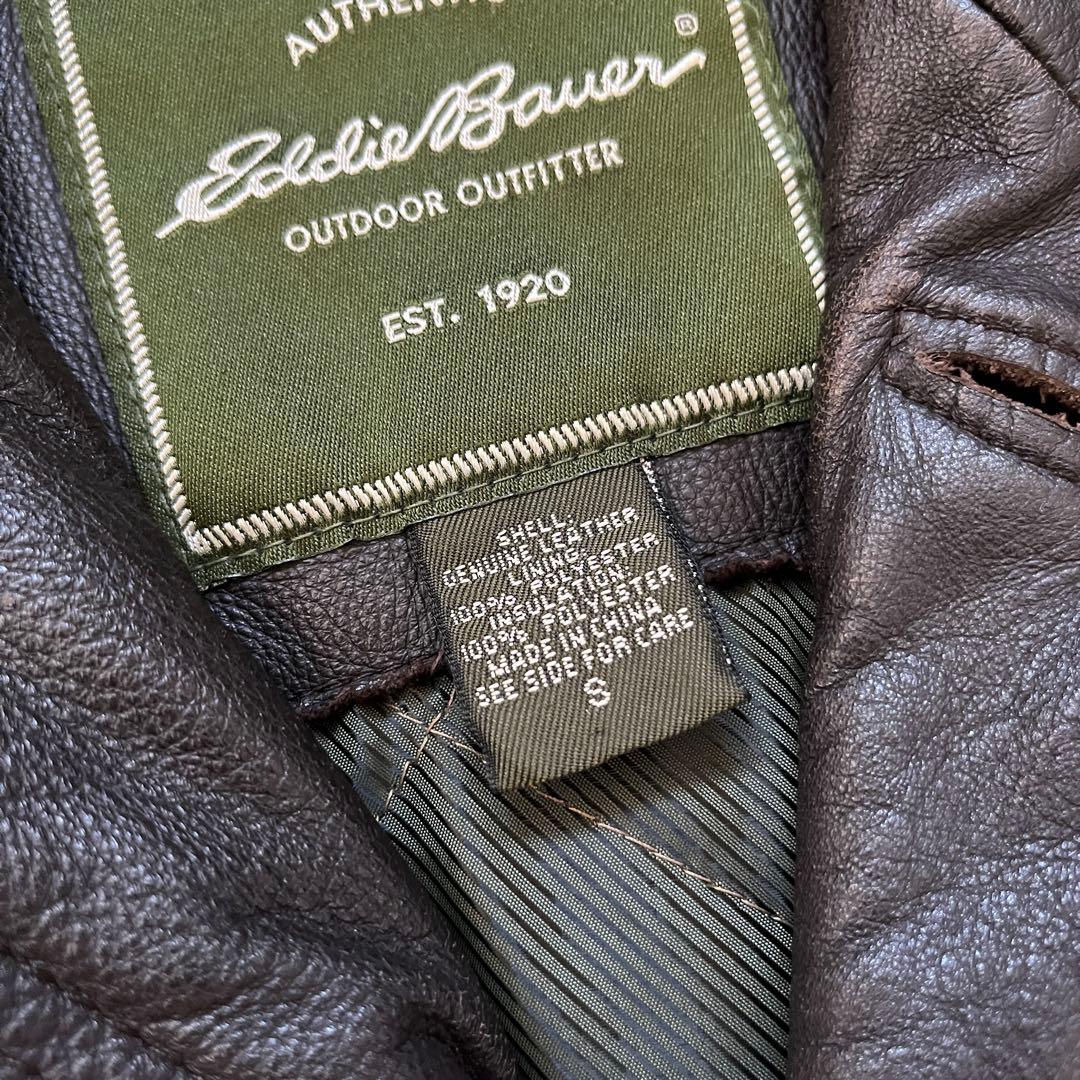 AUTHENTIC
Eddie Bauer®
OUTDOOR OUTFITTER
EST. 1920
SHELL
GENUINE LEATHER
LINING
100% POLYESTER
INSULATION
100% POLYESTER
MADE IN CHINA
SEE SIDE FOR CARE
S